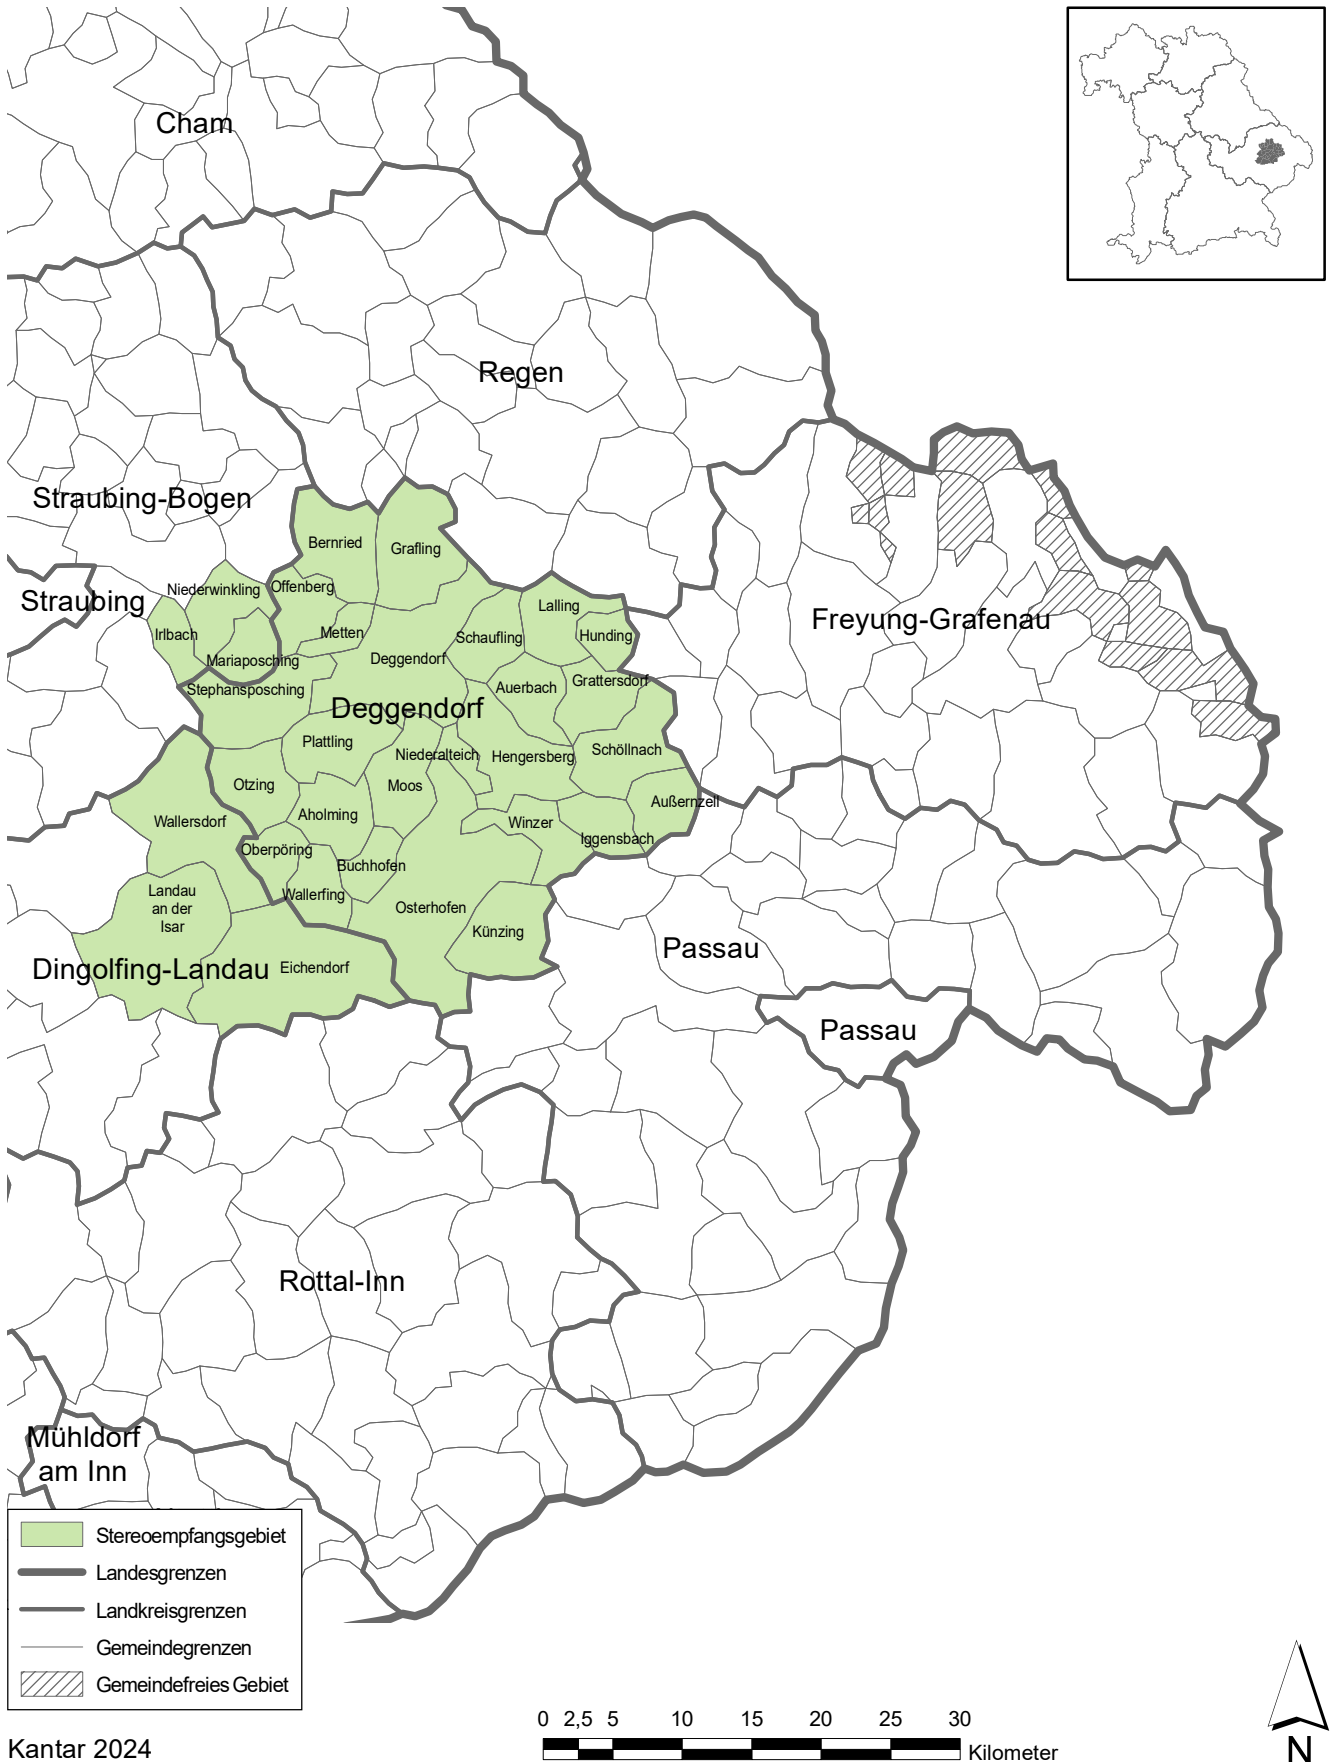 Cham
Regen
Straubing-Bogen
Bernried
Grafling
Straubing
Niederwinkling
Offenberg
Lalling
Freyung-Grafenau
Irlbach
Metten
Schaufling
Hunding
Mariaposching
Deggendorf
Stephansposching
Auerbach
Grattersdorf
Deggendorf
Plattling
Niederalteich
Hengersberg
Schöllnach
Otzing
Moos
Außernzell
Wallersdorf
Aholming
Winzer
Iggensbach
Oberpöring
Buchhofen
Landau
an der
Isar
Wallerfing
Osterhofen
Künzing
Passau
Dingolfing-Landau
Eichendorf
Passau
Rottal-Inn
Mühldorf
am Inn
Stereoempfangsgebiet
Landesgrenzen
Landkreisgrenzen
Gemeindegrenzen
Gemeindefreies Gebiet
0 2,5 5 10 15 20 25 30
Kilometer
N
Kantar 2024